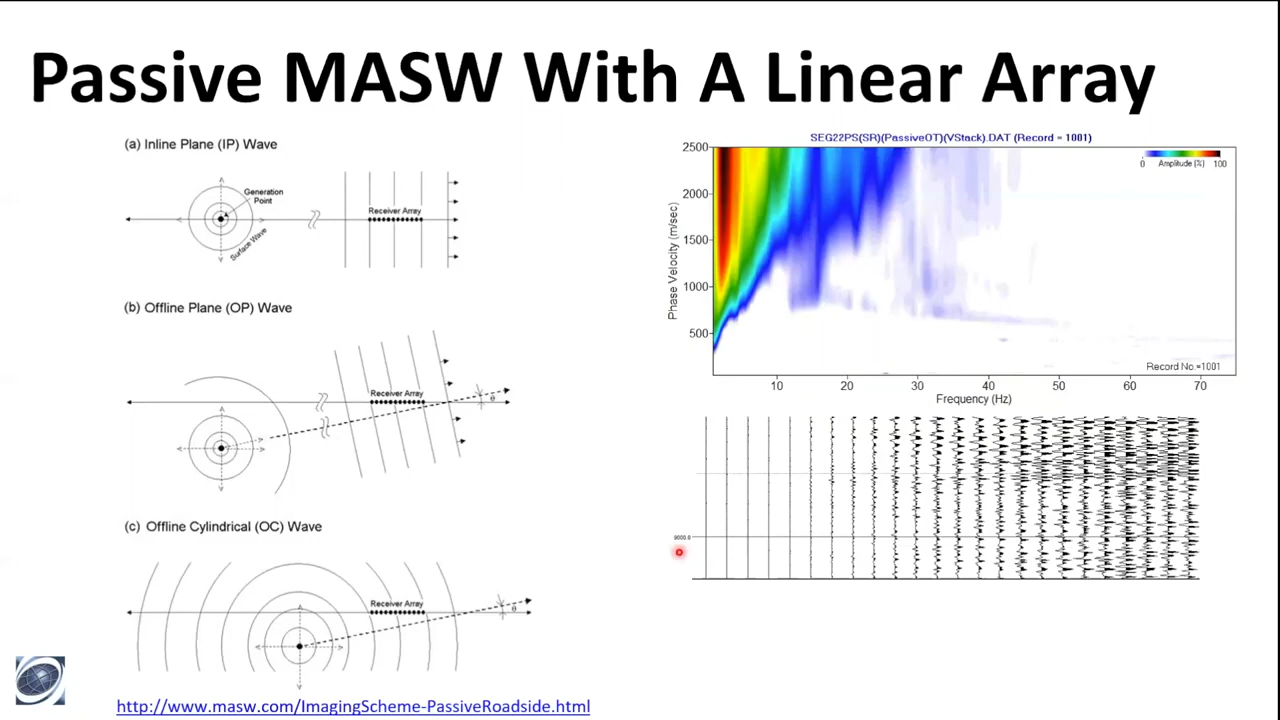 Passive MASW With A Linear Array
(a) Inline Plane (IP) Wave
Generation
Point
Surface Wave
Receiver Array
(b) Offline Plane (OP) Wave
Receiver Array
θ
(c) Offline Cylindrical (OC) Wave
Receiver Array
θ
http://www.masw.com/ImagingScheme-PassiveRoadside.html
SEG22PS(SR)(PassiveOT)(VStack).DAT (Record = 1001)
0 Amplitude (%) 100
Phase Velocity (m/sec)
2500
2000
1500
1000
500
Record No.=1001
10 20 30 40 50 60 70
Frequency (Hz)
9000.0